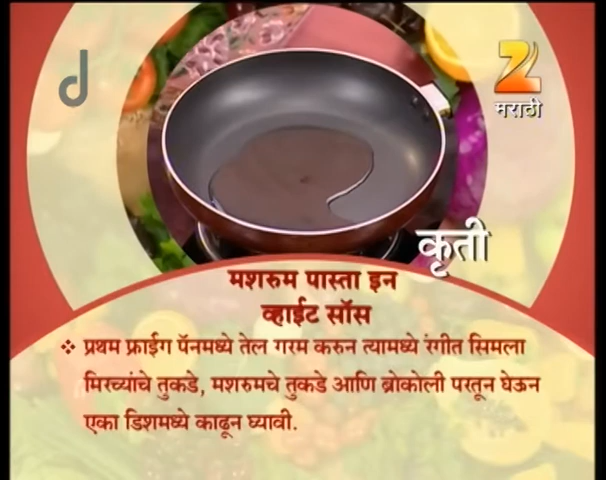 d
Z
मराठी
कृती
मशरुम पास्ता इन
व्हाईट सॉस
❖ प्रथम फ्राईग पॅनमध्ये तेल गरम करुन त्यामध्ये रंगीत सिमला
मिरच्यांचे तुकडे, मशरुमचे तुकडे आणि ब्रोकोली परतून घेऊन
एका डिशमध्ये काढून घ्यावी.